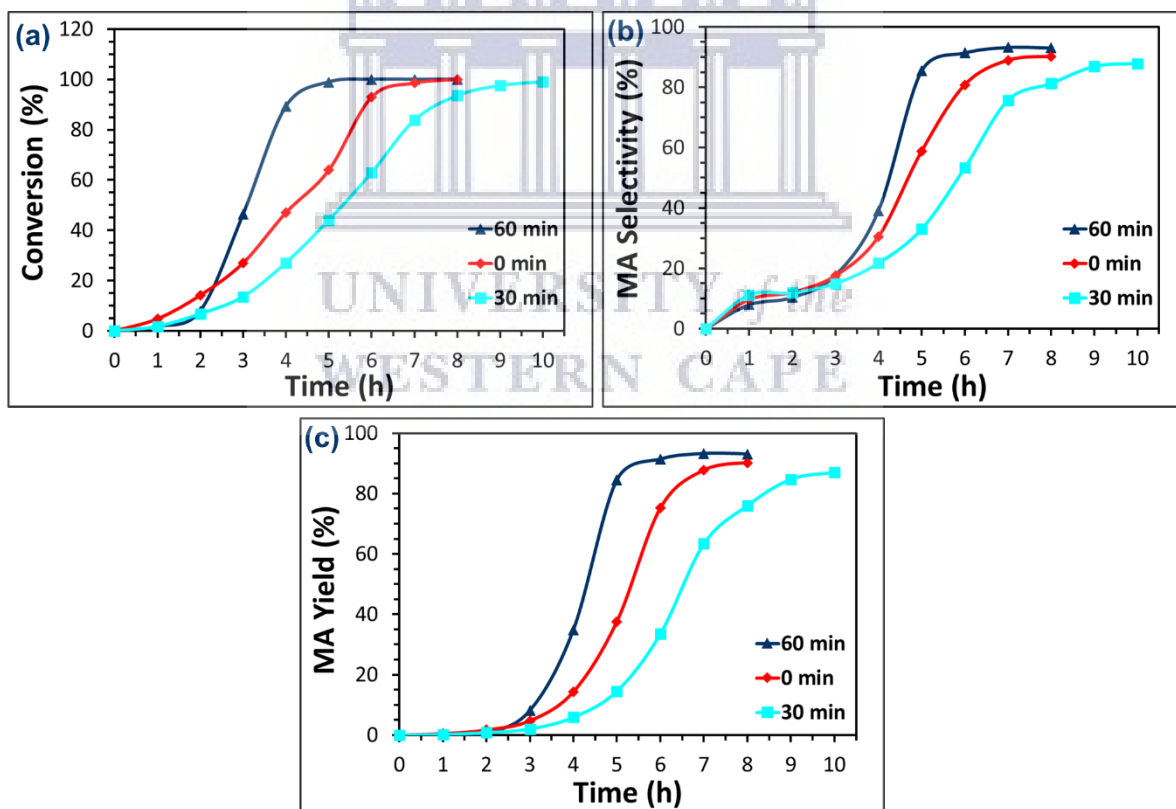 (a)
120
100
80
60
40
20
0
Conversion (%)
60 min
0 min
30 min
0 1 2 3 4 5 6 7 8 9 10
Time (h)
(b)
100
80
60
40
20
0
MA Selectivity (%)
60 min
0 min
30 min
0 1 2 3 4 5 6 7 8 9 10
Time (h)
UNIVERSITY of the
WESTERN CAPE
(c)
100
80
60
40
20
0
MA Yield (%)
60 min
0 min
30 min
0 1 2 3 4 5 6 7 8 9 10
Time (h)